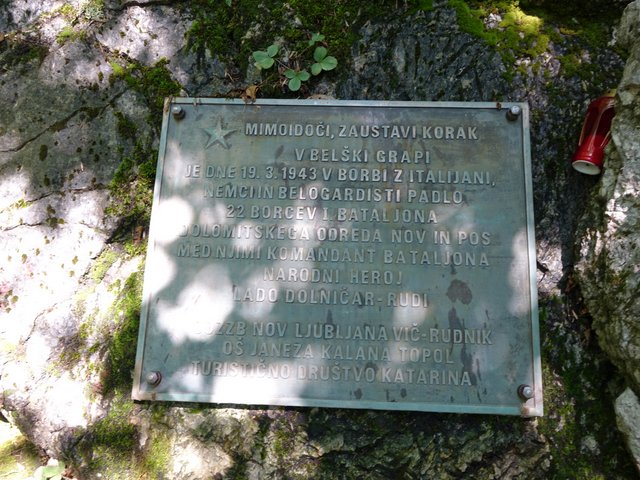 MIMOIDOČI, ZAUSTAVI KORAK
V BELŠKI GRAPI
JE DNE 19. 3. 1943 V BORBI Z ITALIJANI,
NEMCI IN BELOGARDISTI PADLO
22 BORCEV I. BATALJONA
DOLOMITSKEGA ODREDA NOV IN POS
MED NJIMI KOMANDANT BATALJONA
NARODNI HEROJ
LADO DOLNIČAR-RUDI
NOV LJUBLJANA VIČ-RUDNIK
OŠ JANEZA KALANA TOPOL
TURISTIČNO DRUŠTVO KATARINA